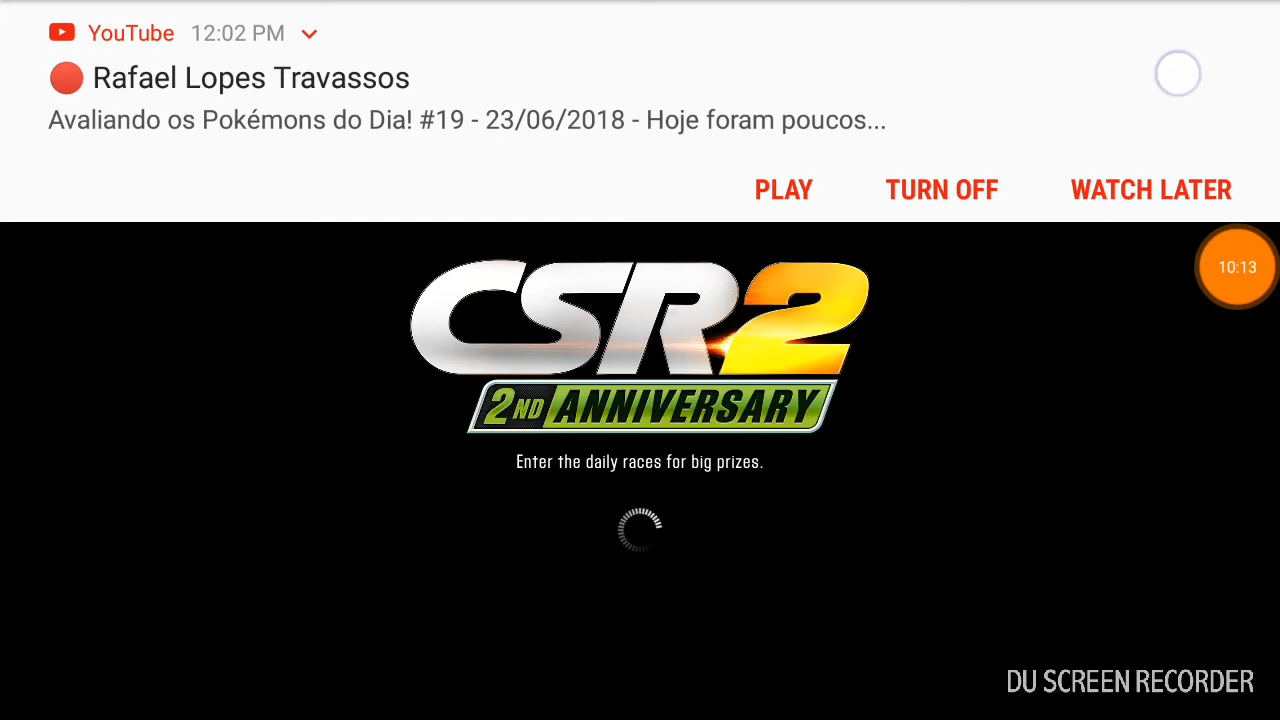 YouTube 12:02 PM
Rafael Lopes Travassos
Avaliando os Pokémons do Dia! #19 - 23/06/2018 - Hoje foram poucos...
PLAY TURN OFF WATCH LATER
10:13
CSR2
2ND ANNIVERSARY
Enter the daily races for big prizes.
DU SCREEN RECORDER